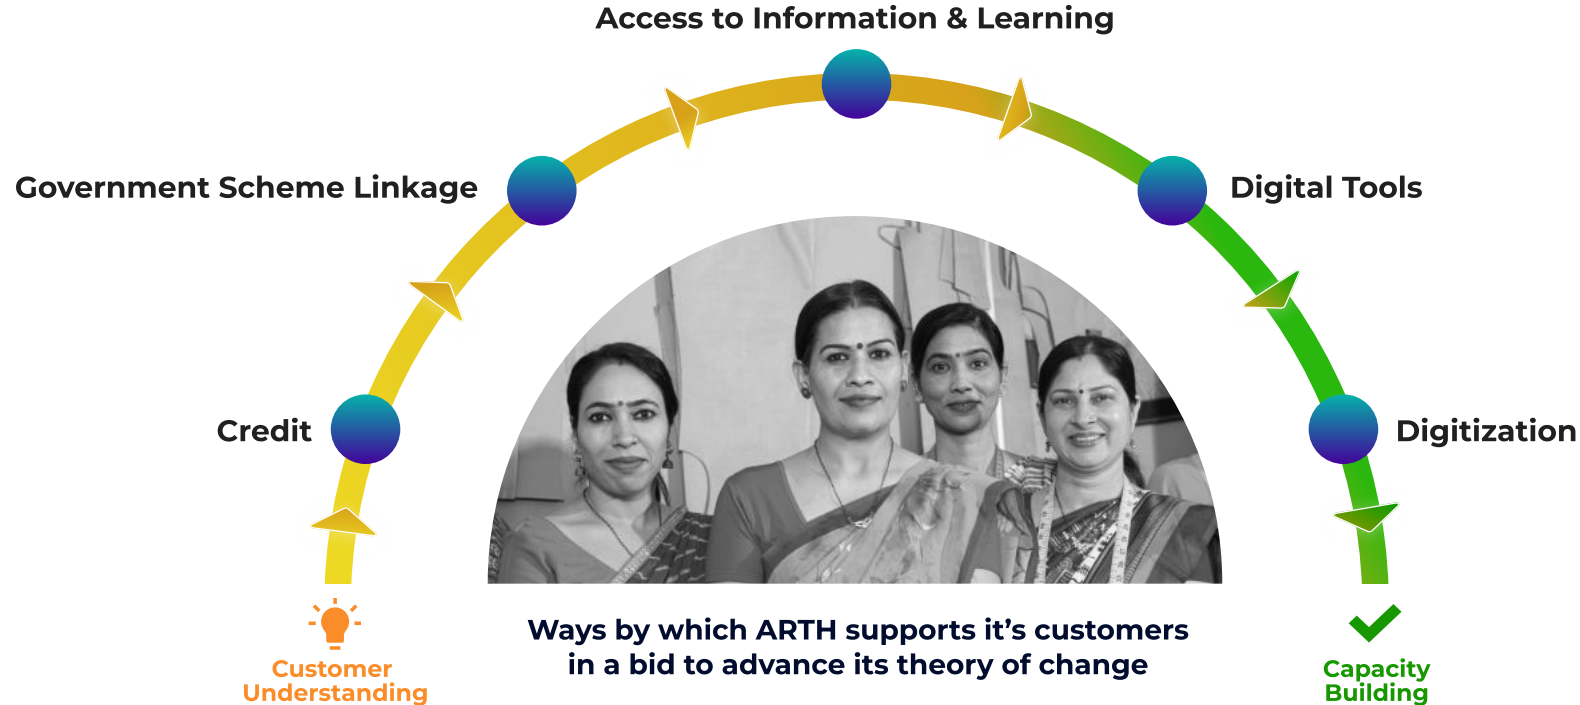 Access to Information & Learning
Government Scheme Linkage
Digital Tools
Credit
Digitization
Ways by which ARTH supports it's customers
in a bid to advance its theory of change
Customer
Understanding
Capacity
Building